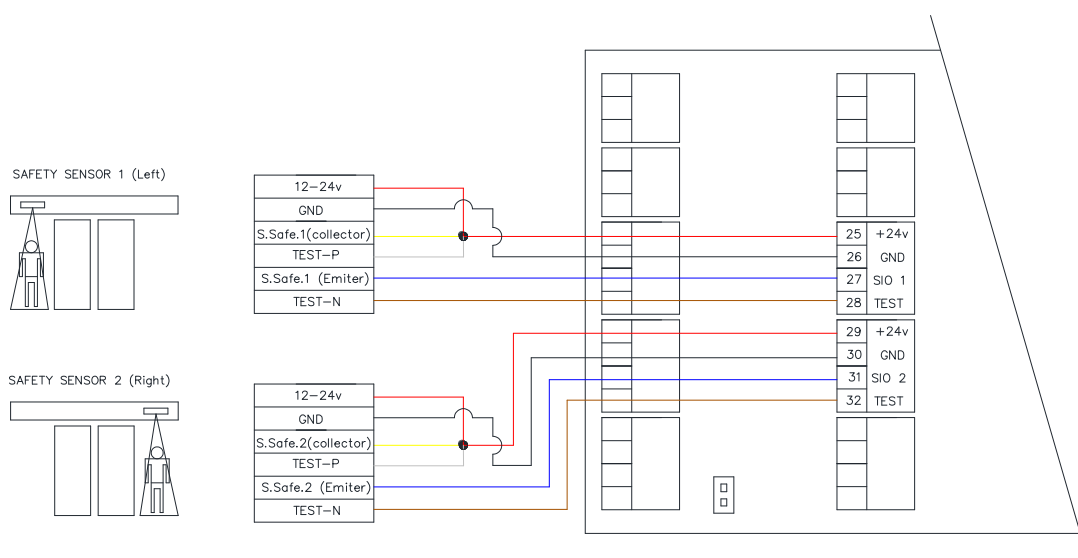 SAFETY SENSOR 1 (Left)
12-24v
GND
S.Safe.1(collector)
TEST-P
S.Safe.1 (Emiter)
TEST-N
25 +24v
26 GND
27 SIO 1
28 TEST
29 +24v
30 GND
31 SIO 2
32 TEST
SAFETY SENSOR 2 (Right)
12-24v
GND
S.Safe.2(collector)
TEST-P
S.Safe.2 (Emiter)
TEST-N